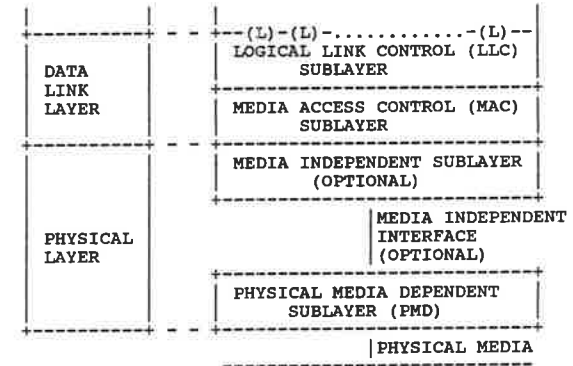 --(L)-(L)-............-(L)--
LOGICAL LINK CONTROL (LLC)
SUBLAYER
DATA
LINK
LAYER
MEDIA ACCESS CONTROL (MAC)
SUBLAYER
MEDIA INDEPENDENT SUBLAYER
(OPTIONAL)
MEDIA INDEPENDENT
INTERFACE
(OPTIONAL)
PHYSICAL
LAYER
PHYSICAL MEDIA DEPENDENT
SUBLAYER (PMD)
PHYSICAL MEDIA